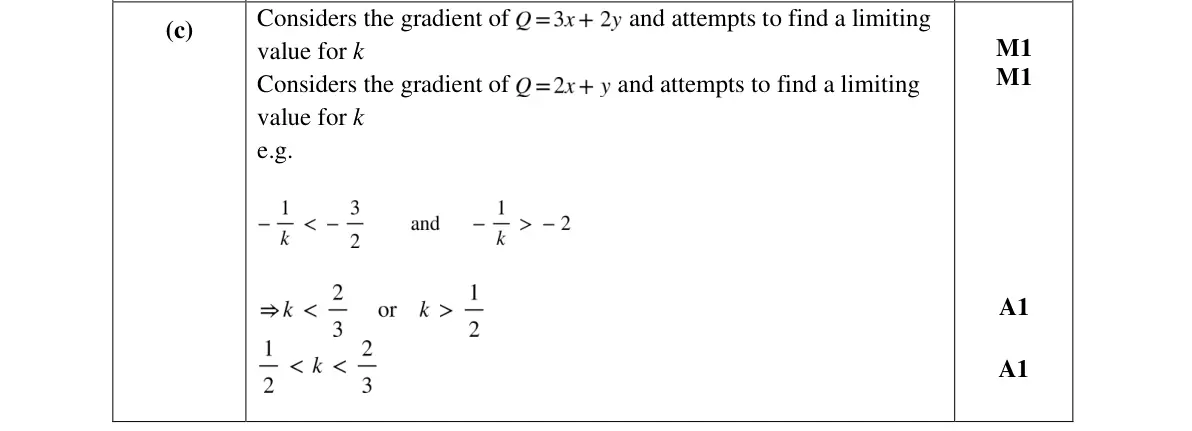 (c)
Considers the gradient of Q=3x+ 2y and attempts to find a limiting
value for k
M1
Considers the gradient of Q=2x+ y and attempts to find a limiting
M1
value for k
e.g.
− 1/k < − 3/2 and − 1/k > − 2
⇒k < 2/3 or k > 1/2
A1
1/2 < k < 2/3
A1